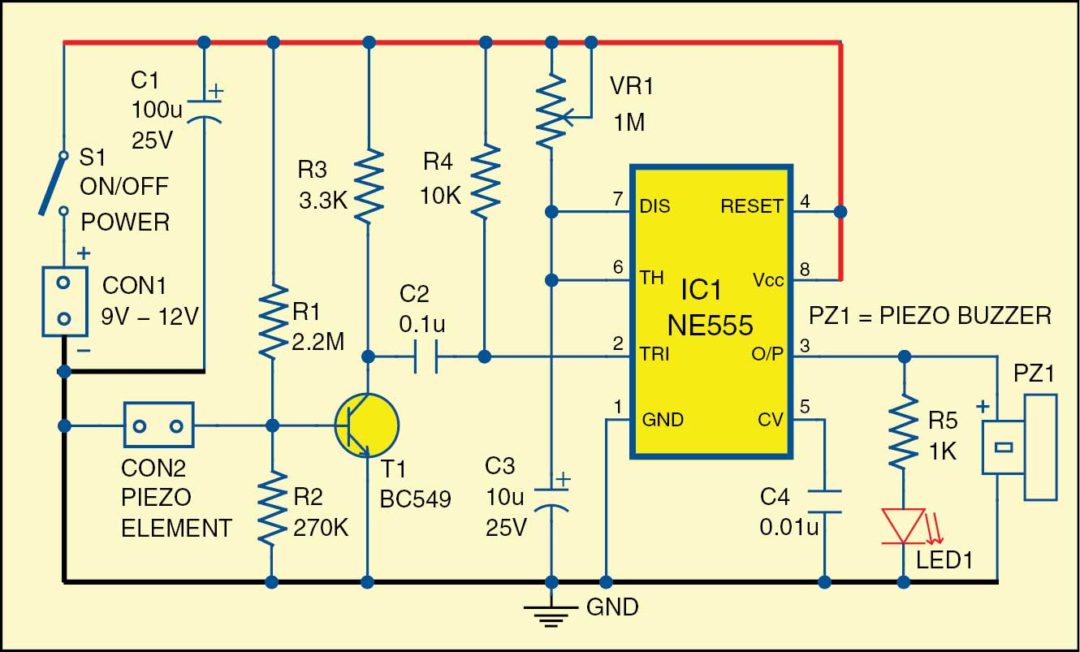 C1
100u
25V
+
S1
ON/OFF
POWER
+
CON1
9V – 12V
–
R3
3.3K
R4
10K
VR1
1M
R1
2.2M
C2
0.1u
7
DIS
RESET
4
6
TH
Vcc
8
IC1
NE555
2
TRI
O/P
3
1
GND
CV
5
PZ1 = PIEZO BUZZER
PZ1
+
R5
1K
CON2
PIEZO
ELEMENT
R2
270K
T1
BC549
C3
10u
25V
+
C4
0.01u
LED1
GND